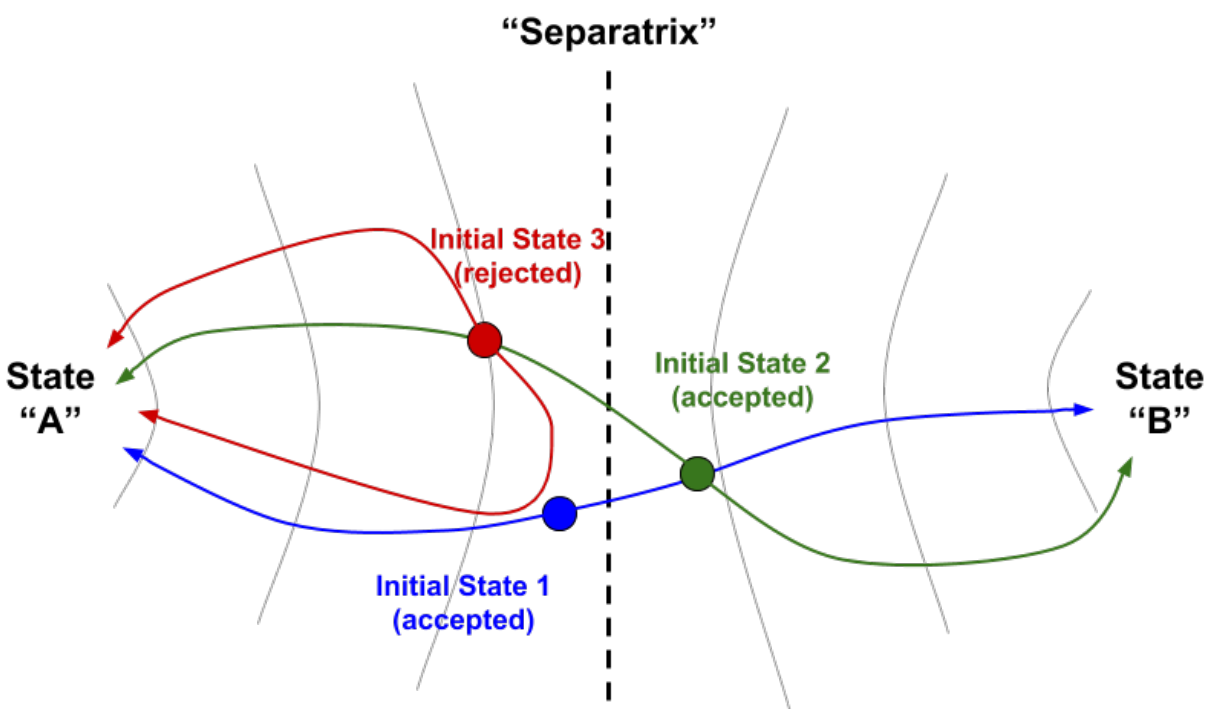 “Separatrix”
Initial State 3
(rejected)
Initial State 2
(accepted)
State
“A”
State
“B”
Initial State 1
(accepted)